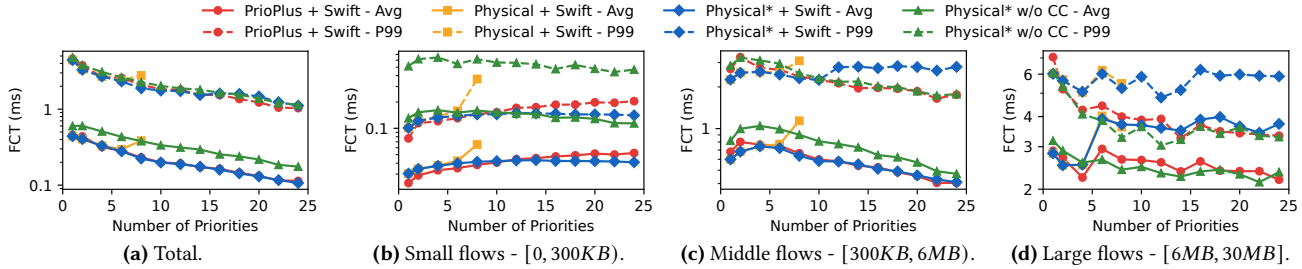 PrioPlus + Swift - Avg Physical + Swift - Avg Physical* + Swift - Avg Physical* w/o CC - Avg
PrioPlus + Swift - P99 Physical + Swift - P99 Physical* + Swift - P99 Physical* w/o CC - P99
FCT (ms)
1
0.1
0 5 10 15 20 25
Number of Priorities
(a) Total.
FCT (ms)
0.1
0 5 10 15 20 25
Number of Priorities
(b) Small flows - [0, 300KB).
FCT (ms)
1
0 5 10 15 20 25
Number of Priorities
(c) Middle flows - [300KB, 6MB).
FCT (ms)
6
4
3
2
0 5 10 15 20 25
Number of Priorities
(d) Large flows - [6MB, 30MB].